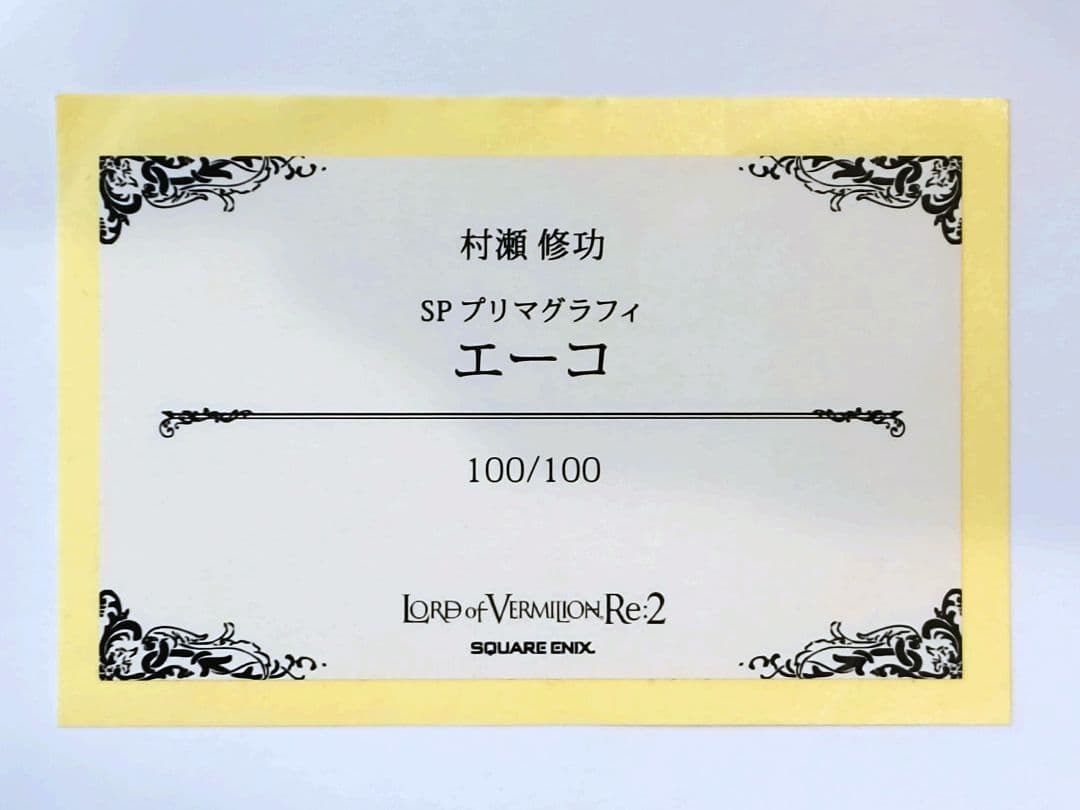 村瀬 修功
SP プリマグラフィ
エーコ
100/100
LORD of VERMILION Re:2
SQUARE ENIX.